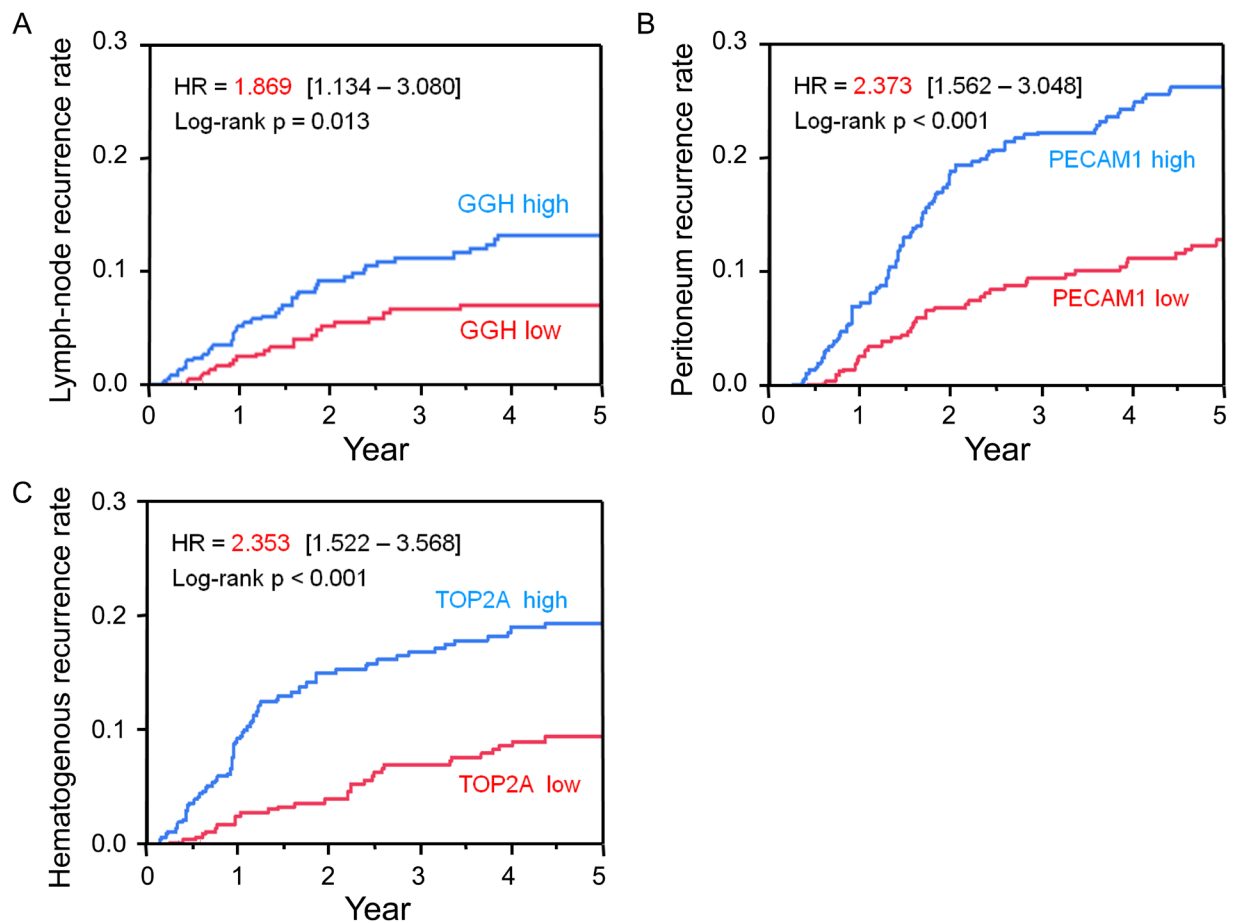 A
Lymph-node recurrence rate
0.3
0.2
0.1
0.0
HR = 1.869 [1.134 – 3.080]
Log-rank p = 0.013
GGH high
GGH low
0 1 2 3 4 5
Year
B
Peritoneum recurrence rate
0.3
0.2
0.1
0.0
HR = 2.373 [1.562 – 3.048]
Log-rank p < 0.001
PECAM1 high
PECAM1 low
0 1 2 3 4 5
Year
C
Hematogenous recurrence rate
0.3
0.2
0.1
0.0
HR = 2.353 [1.522 – 3.568]
Log-rank p < 0.001
TOP2A high
TOP2A low
0 1 2 3 4 5
Year